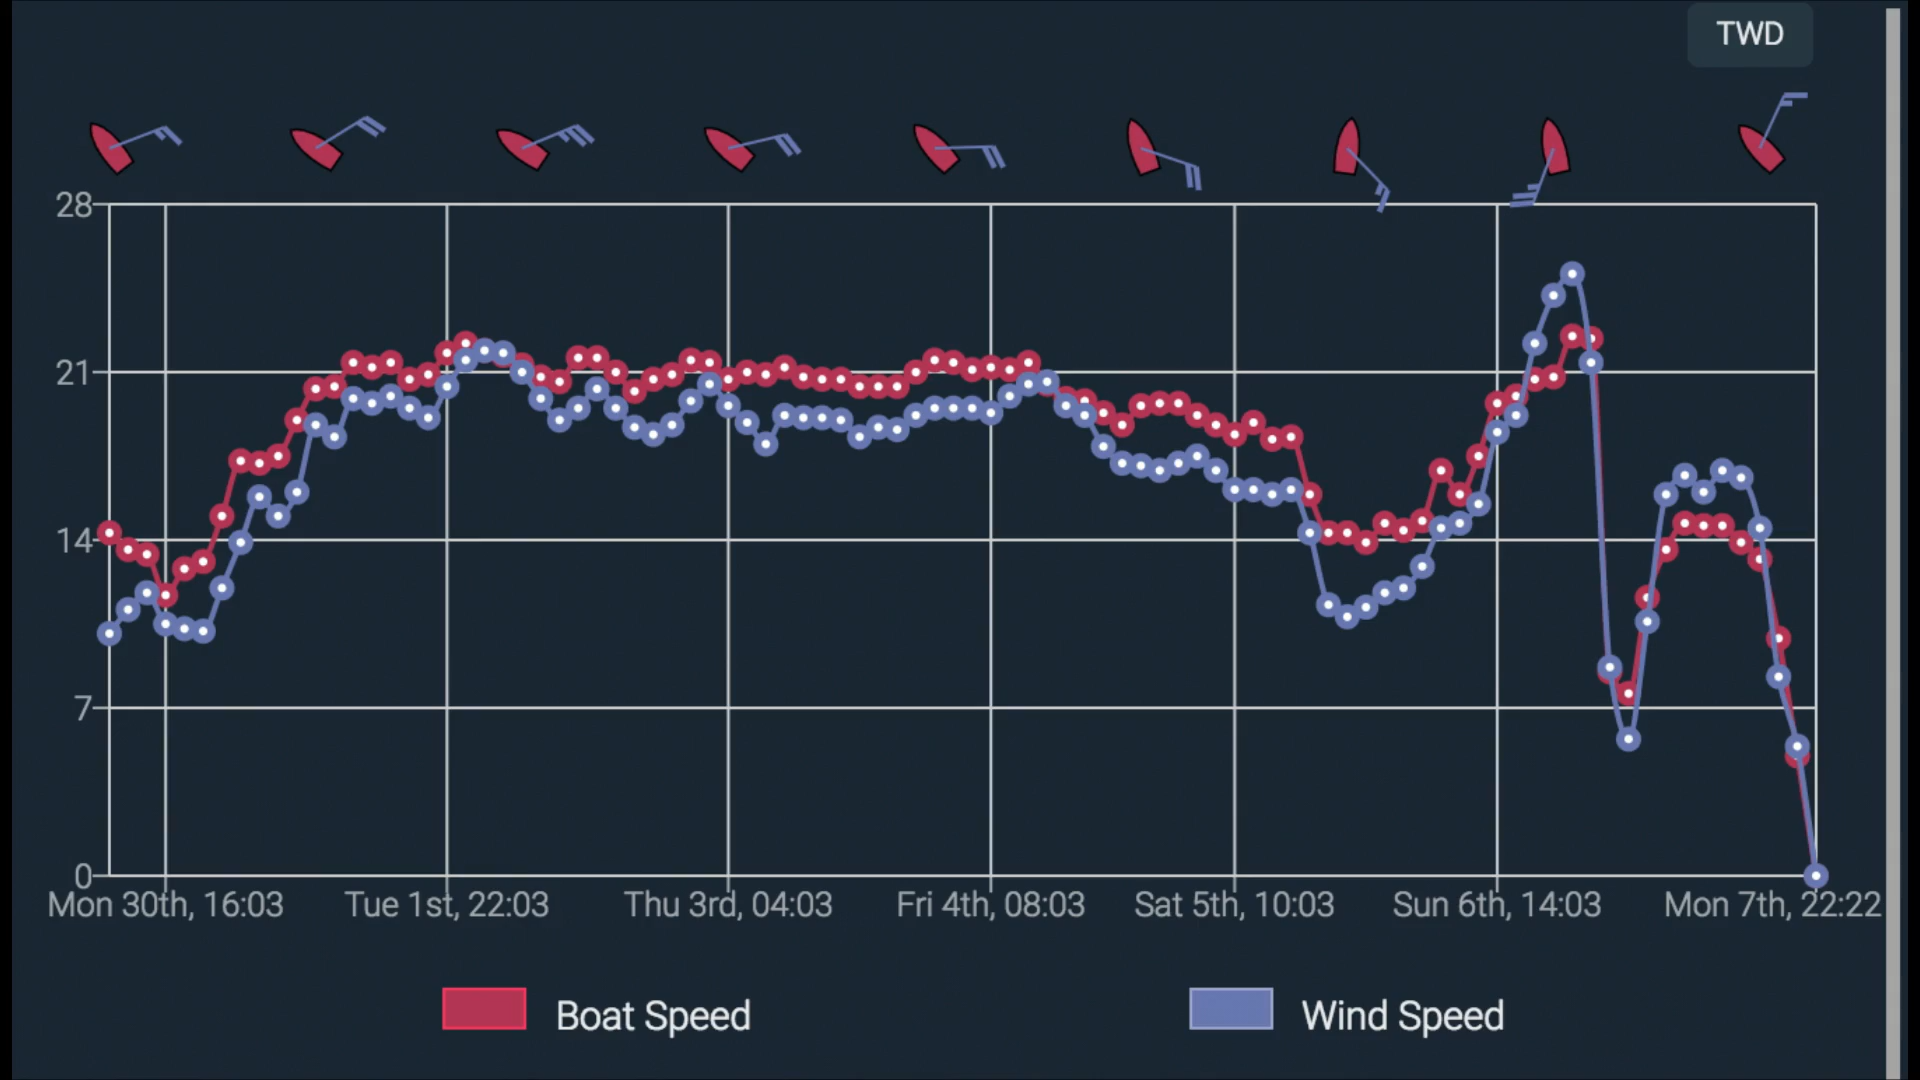 TWD
28
21
14
7
0
Mon 30th, 16:03 Tue 1st, 22:03 Thu 3rd, 04:03 Fri 4th, 08:03 Sat 5th, 10:03 Sun 6th, 14:03 Mon 7th, 22:22
Boat Speed Wind Speed